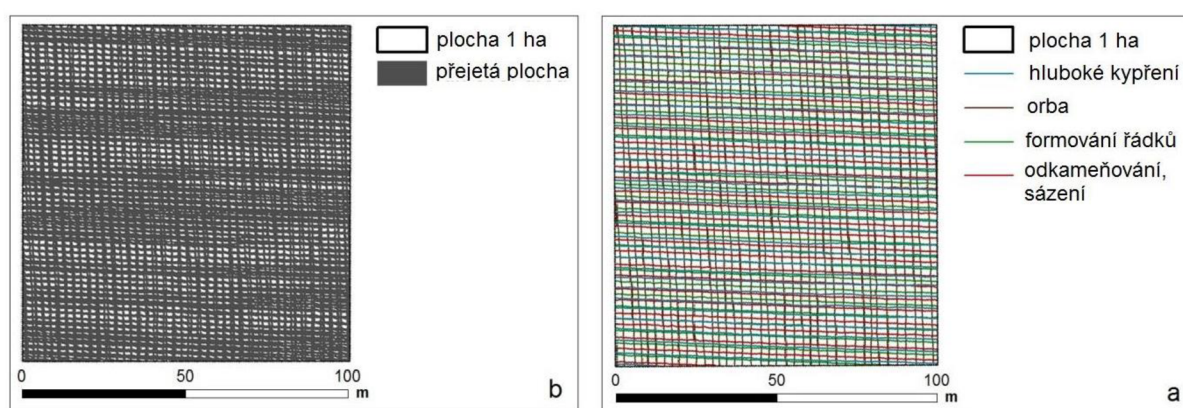 plocha 1 ha
přejetá plocha
0 50 100
m
b
plocha 1 ha
hluboké kypření
orba
formování řádků
odkameňování,
sázení
0 50 100
m
a